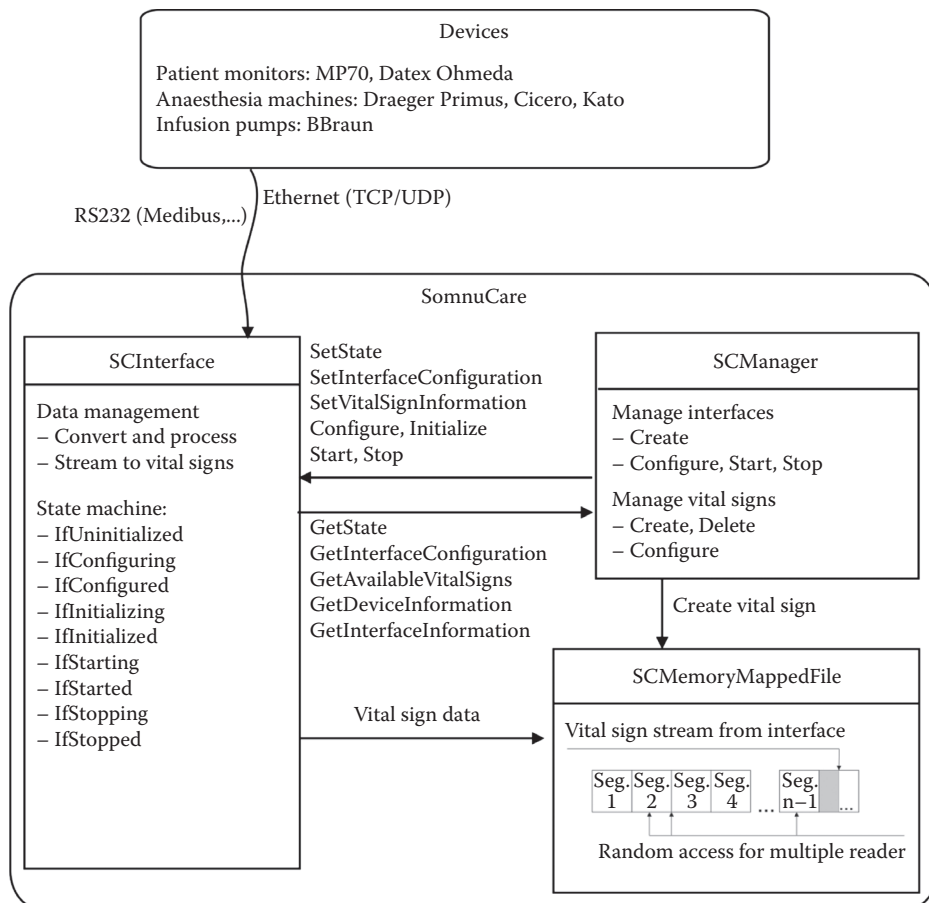 Devices
Patient monitors: MP70, Datex Ohmeda
Anaesthesia machines: Draeger Primus, Cicero, Kato
Infusion pumps: BBraun
Ethernet (TCP/UDP)
RS232 (Medibus,...)
SomnuCare
SCInterface
Data management
– Convert and process
– Stream to vital signs
State machine:
– IfUninitialized
– IfConfiguring
– IfConfigured
– IfInitializing
– IfInitialized
– IfStarting
– IfStarted
– IfStopping
– IfStopped
SetState
SetInterfaceConfiguration
SetVitalSignInformation
Configure, Initialize
Start, Stop
GetState
GetInterfaceConfiguration
GetAvailableVitalSigns
GetDeviceInformation
GetInterfaceInformation
Vital sign data
SCManager
Manage interfaces
– Create
– Configure, Start, Stop
Manage vital signs
– Create, Delete
– Configure
Create vital sign
SCMemoryMappedFile
Vital sign stream from interface
Seg. Seg. Seg. Seg. Seg.
1 2 3 4 ... n–1 ...
Random access for multiple reader